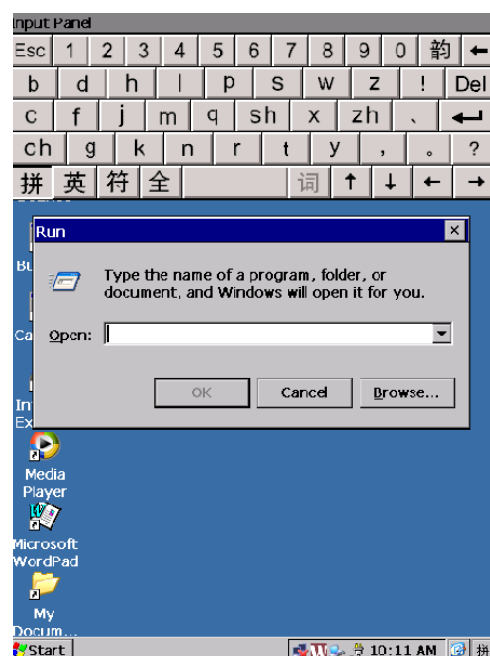 Input Panel
Esc 1 2 3 4 5 6 7 8 9 0 韵 ←
b d h l p s w z ! Del
c f j m q sh x zh 、 ↵
ch g k n r t y , 。 ?
拼 英 符 全 词 ↑ ↓ ← →
Run ×
Type the name of a program, folder, or
document, and Windows will open it for you.
Open:
OK Cancel Browse...
Media
Player
Microsoft
WordPad
My
Docum...
Start 10:11 AM 拼